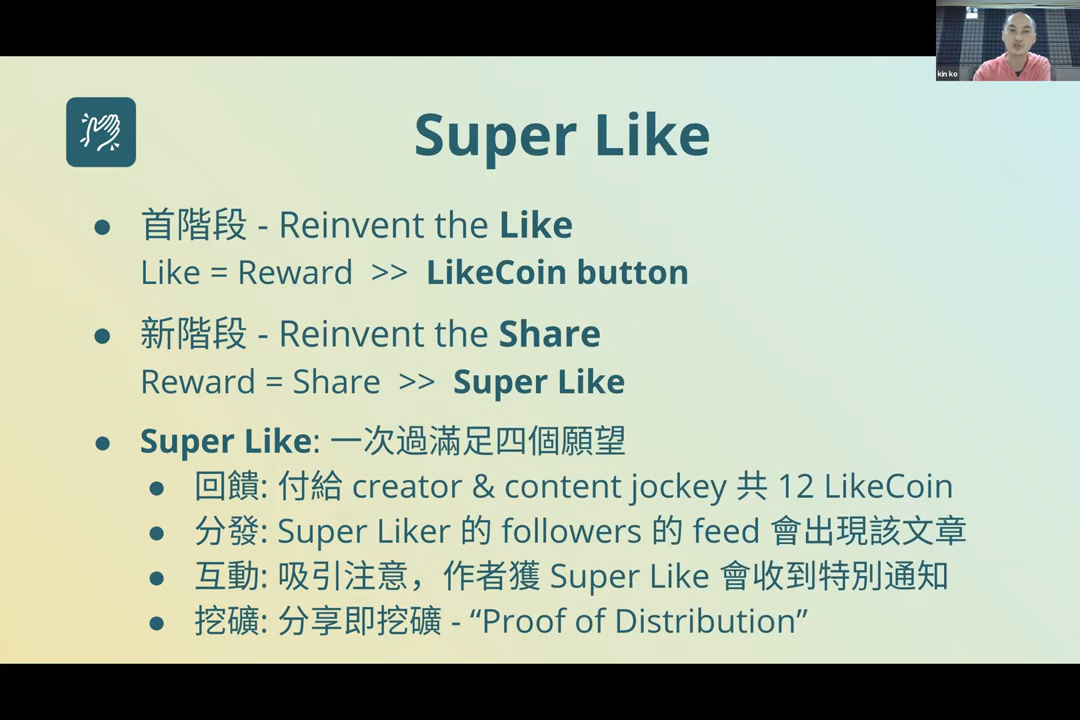 kin ko
Super Like
● 首階段 - Reinvent the Like
Like = Reward >> LikeCoin button
● 新階段 - Reinvent the Share
Reward = Share >> Super Like
● Super Like: 一次過滿足四個願望
● 回饋: 付給 creator & content jockey 共 12 LikeCoin
● 分發: Super Liker 的 followers 的 feed 會出現該文章
● 互動: 吸引注意，作者獲 Super Like 會收到特別通知
● 挖礦: 分享即挖礦 - “Proof of Distribution”